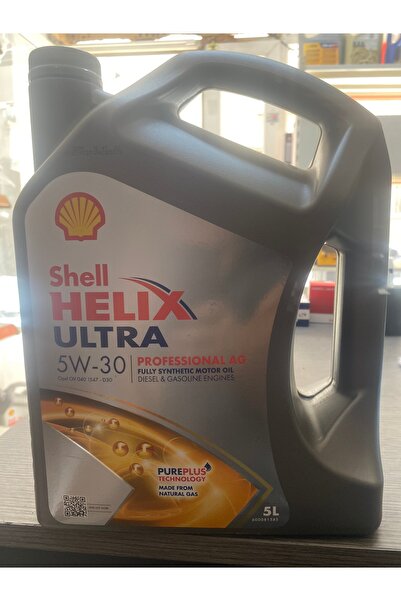 Shell
HELIX
ULTRA
5W-30
PROFESSIONAL AG
FULLY SYNTHETIC MOTOR OIL
DIESEL & GASOLINE ENGINES
PUREPLUS
TECHNOLOGY
MADE FROM
NATURAL GAS
5L